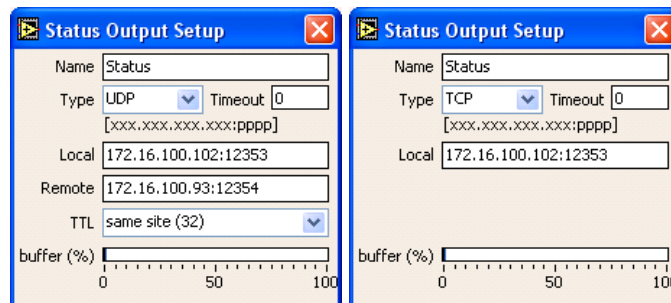 Status Output Setup
Name Status
Type UDP Timeout 0
[xxx.xxx.xxx.xxx:pppp]
Local 172.16.100.102:12353
Remote 172.16.100.93:12354
TTL same site (32)
buffer (%)
0 50 100
Status Output Setup
Name Status
Type TCP Timeout 0
[xxx.xxx.xxx.xxx:pppp]
Local 172.16.100.102:12353
buffer (%)
0 50 10